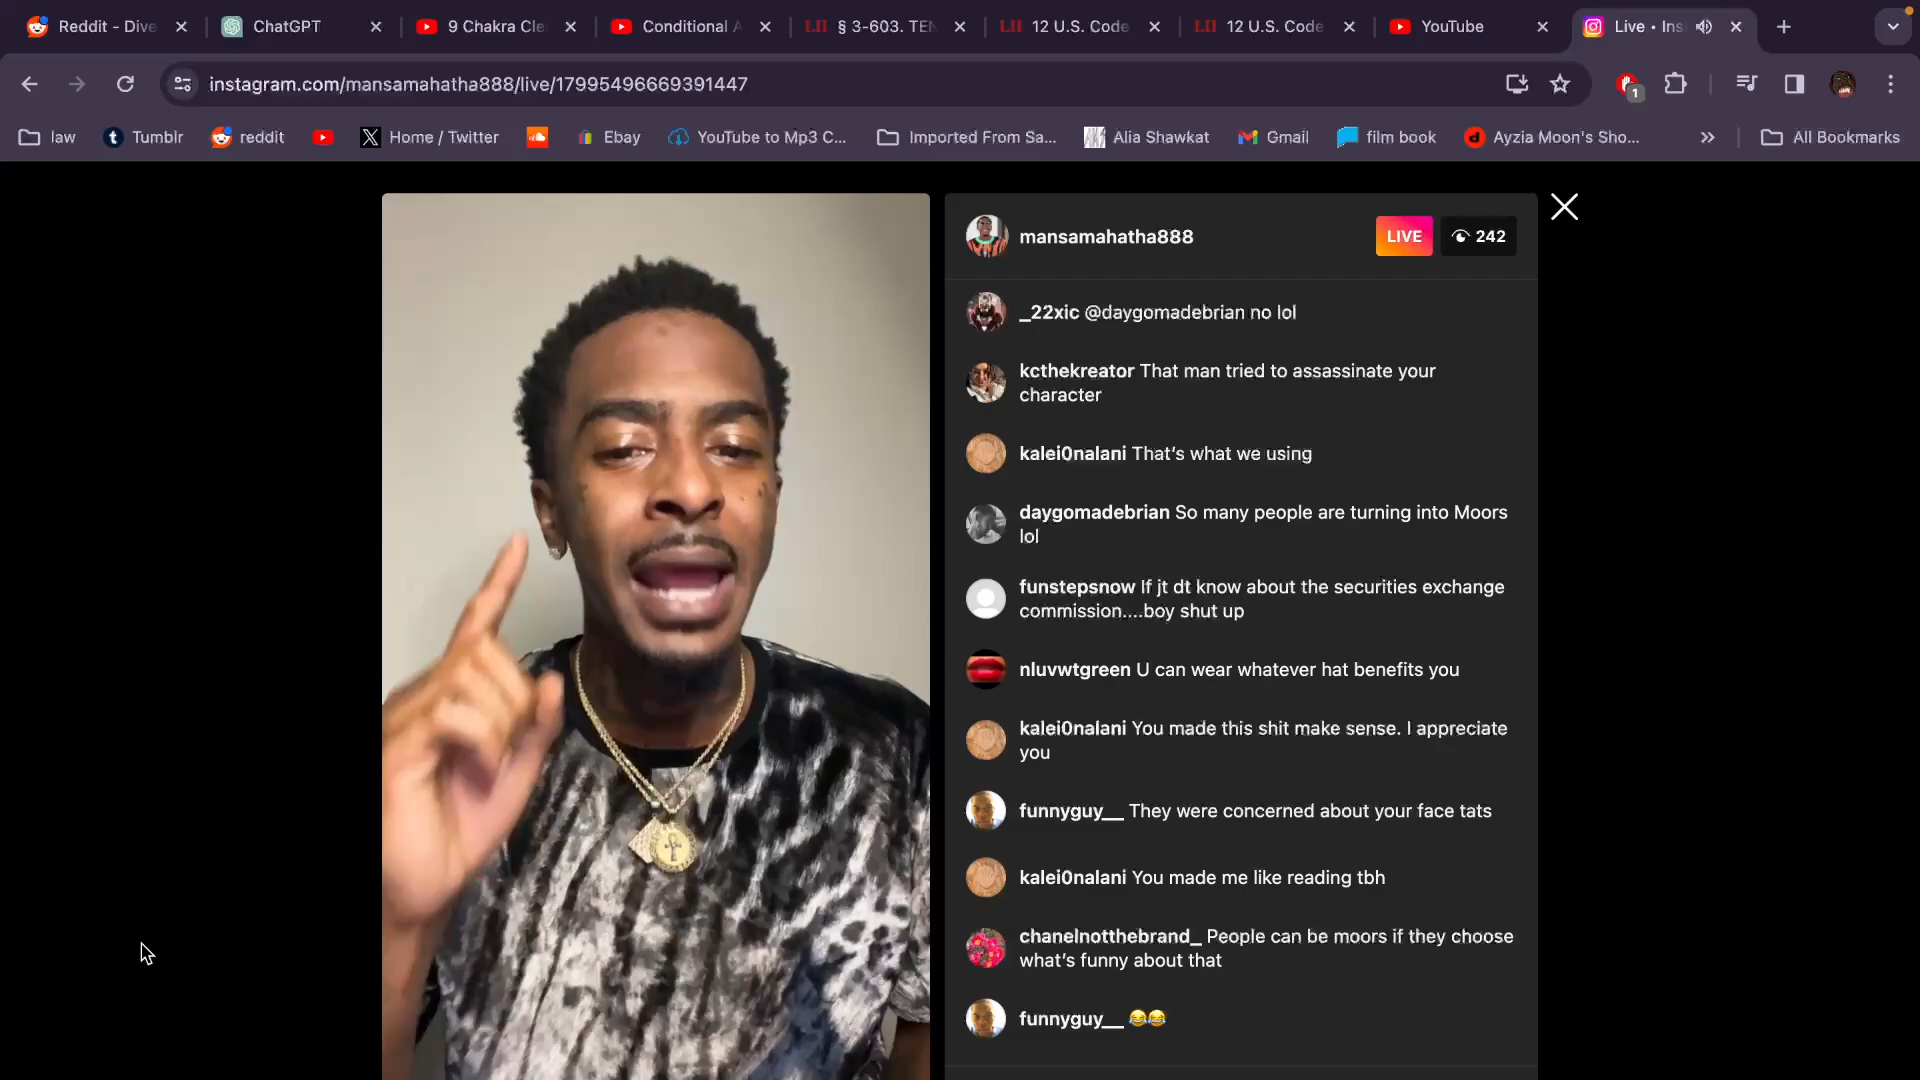 Reddit - Dive
ChatGPT
9 Chakra Cle
Conditional A
LII § 3-603. TEN
LII 12 U.S. Code
LII 12 U.S. Code
YouTube
Live • Ins
instagram.com/mansamahatha888/live/17995496669391447
1
law
Tumblr
reddit
Home / Twitter
Ebay
YouTube to Mp3 C...
Imported From Sa...
Alia Shawkat
Gmail
film book
Ayzia Moon's Sho...
All Bookmarks
mansamahatha888
LIVE
242
_22xic @daygomadebrian no lol
kcthekreator That man tried to assassinate your
character
kalei0nalani That's what we using
daygomadebrian So many people are turning into Moors
lol
funstepsnow If jt dt know about the securities exchange
commission....boy shut up
nluvwtgreen U can wear whatever hat benefits you
kalei0nalani You made this shit make sense. I appreciate
you
funnyguy__ They were concerned about your face tats
kalei0nalani You made me like reading tbh
chanelnotthebrand_ People can be moors if they choose
what's funny about that
funnyguy__ 😂😂